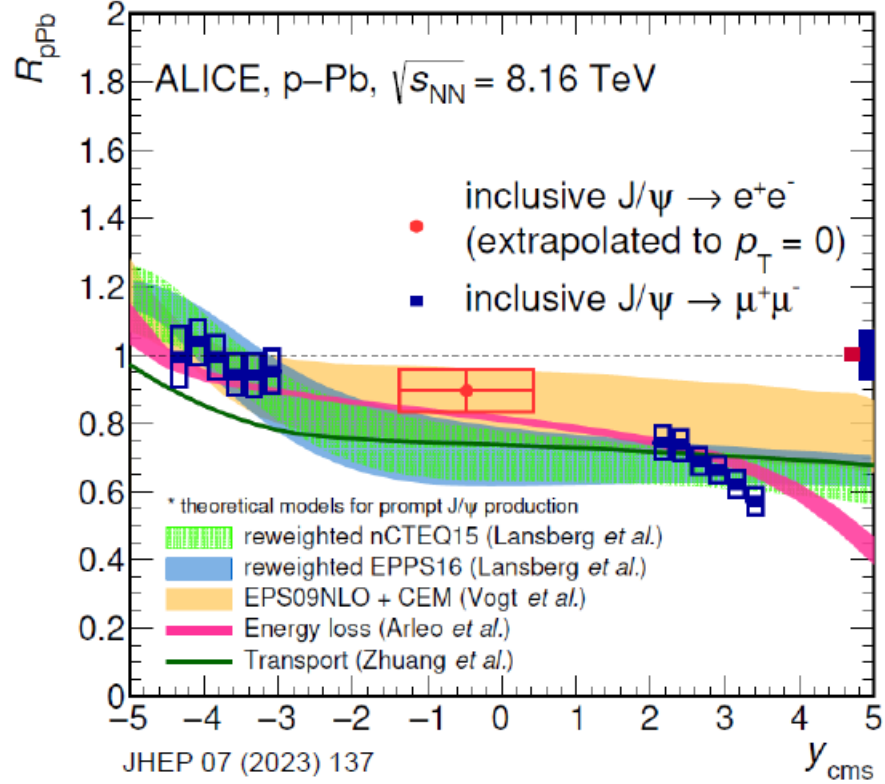 R_pPb
2
1.8
1.6
1.4
1.2
1
0.8
0.6
0.4
0.2
0
ALICE, p−Pb, √s_NN = 8.16 TeV
inclusive J/ψ → e⁺e⁻
(extrapolated to p_T = 0)
inclusive J/ψ → μ⁺μ⁻
* theoretical models for prompt J/ψ production
reweighted nCTEQ15 (Lansberg et al.)
reweighted EPPS16 (Lansberg et al.)
EPS09NLO + CEM (Vogt et al.)
Energy loss (Arleo et al.)
Transport (Zhuang et al.)
−5 −4 −3 −2 −1 0 1 2 3 4 5
y_cms
JHEP 07 (2023) 137